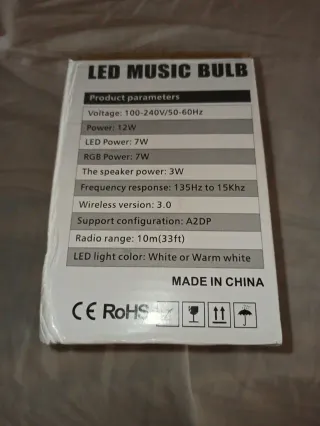 LED MUSIC BULB
Product parameters
Voltage: 100-240V/50-60Hz
Power: 12W
LED Power: 7W
RGB Power: 7W
The speaker power: 3W
Frequency response: 135Hz to 15Khz
Wireless version: 3.0
Support configuration: A2DP
Radio range: 10m(33ft)
LED light color: White or Warm white
MADE IN CHINA
CE RoHS